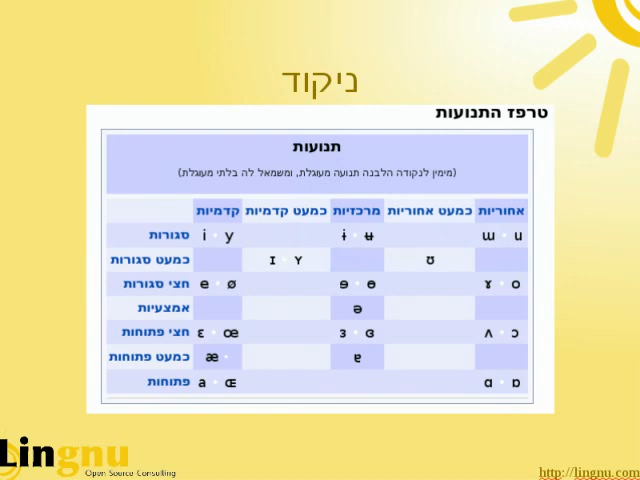 ניקוד
טרפז התנועות
תנועות
(מימין לנקודה הלבנה תנועה מעוגלת, ומשמאל לה בלתי מעוגלת)
קדמיות כמעט קדמיות מרכזיות כמעט אחוריות אחוריות
סגורות i • y ɨ • ʉ ɯ • u
כמעט סגורות ɪ • ʏ ʊ
חצי סגורות e • ø ɘ • ɵ ɤ • o
אמצעיות ə
חצי פתוחות ɛ • œ ɜ • ɞ ʌ • ɔ
כמעט פתוחות æ • ɐ
פתוחות a • ɶ ɑ • ɒ
Lingnu
Open Source Consulting
http://lingnu.com